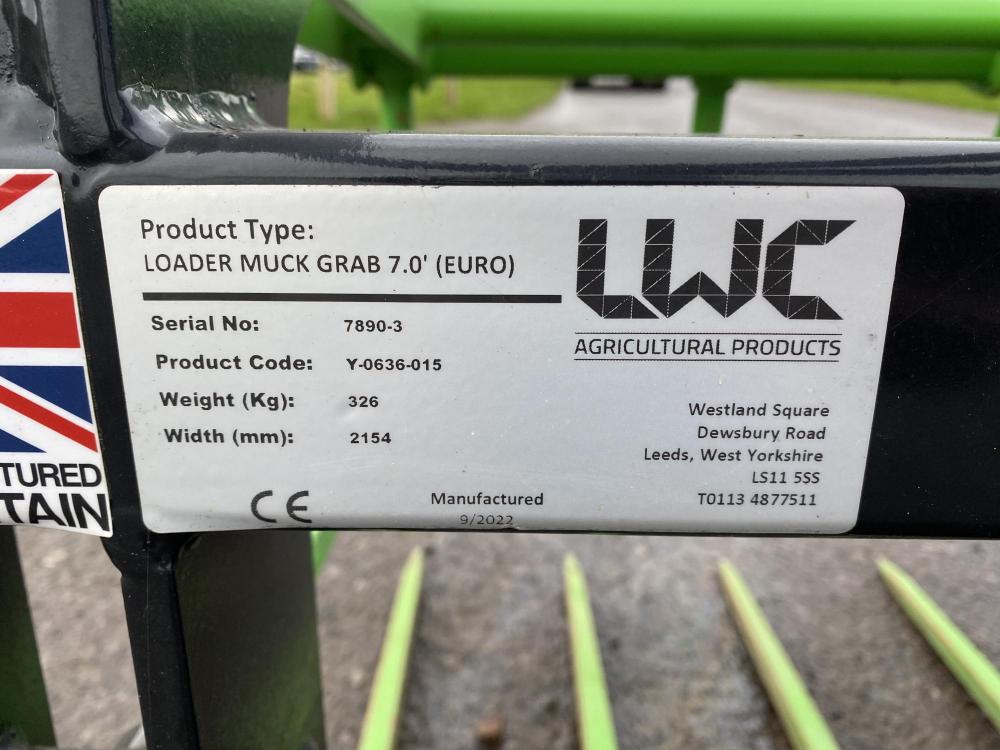 Product Type:
LOADER MUCK GRAB 7.0' (EURO)
Serial No: 7890-3
Product Code: Y-0636-015
Weight (Kg): 326
Width (mm): 2154
CE
Manufactured
9/2022
LWC
AGRICULTURAL PRODUCTS
Westland Square
Dewsbury Road
Leeds, West Yorkshire
LS11 5SS
T0113 4877511
TURED
TAIN